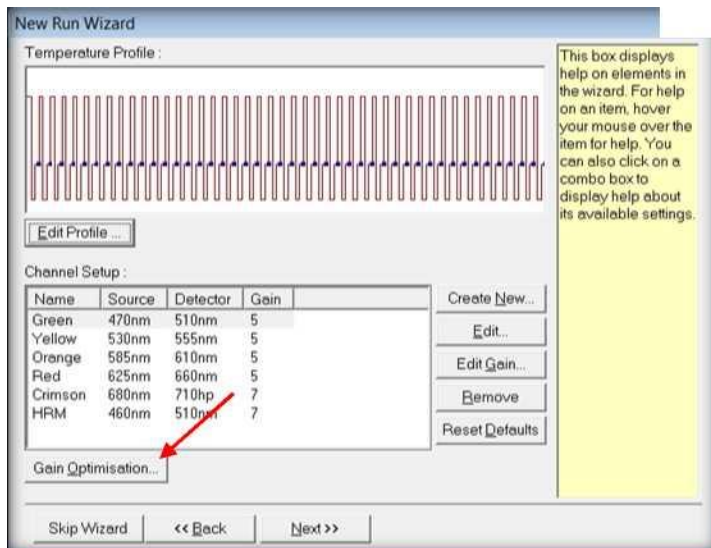 New Run Wizard
Temperature Profile :
Edit Profile ...
Channel Setup :
Name Source Detector Gain
Green 470nm 510nm 5
Yellow 530nm 555nm 5
Orange 585nm 610nm 5
Red 625nm 660nm 5
Crimson 680nm 710hp 7
HRM 460nm 510nm 7
Create New...
Edit...
Edit Gain...
Remove
Reset Defaults
Gain Optimisation...
Skip Wizard << Back Next >>
This box displays
help on elements in
the wizard. For help
on an item, hover
your mouse over the
item for help. You
can also click on a
combo box to
display help about
its available settings.